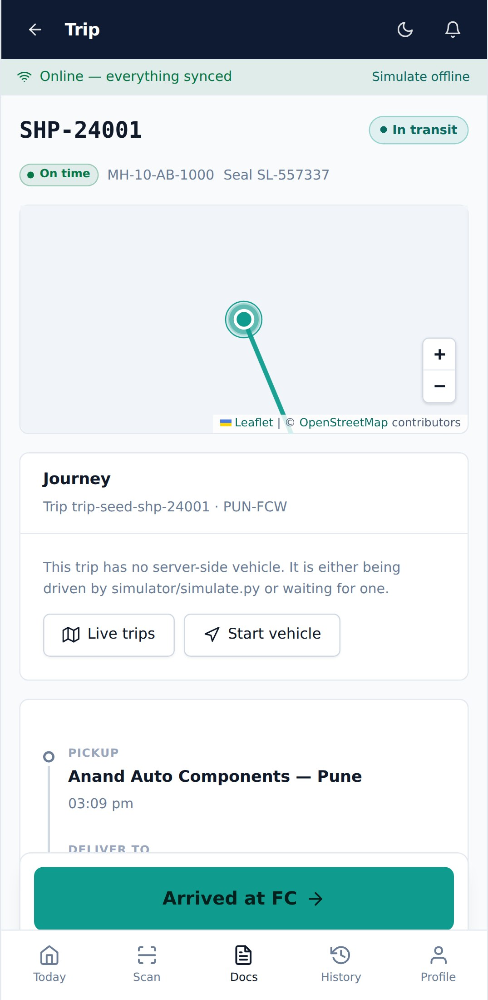 Trip
Online — everything synced
Simulate offline
SHP-24001
In transit
On time
MH-10-AB-1000 Seal SL-557337
+
−
Leaflet | © OpenStreetMap contributors
Journey
Trip trip-seed-shp-24001 · PUN-FCW
This trip has no server-side vehicle. It is either being
driven by simulator/simulate.py or waiting for one.
Live trips
Start vehicle
PICKUP
Anand Auto Components — Pune
03:09 pm
DELIVER TO
Arrived at FC →
Today
Scan
Docs
History
Profile